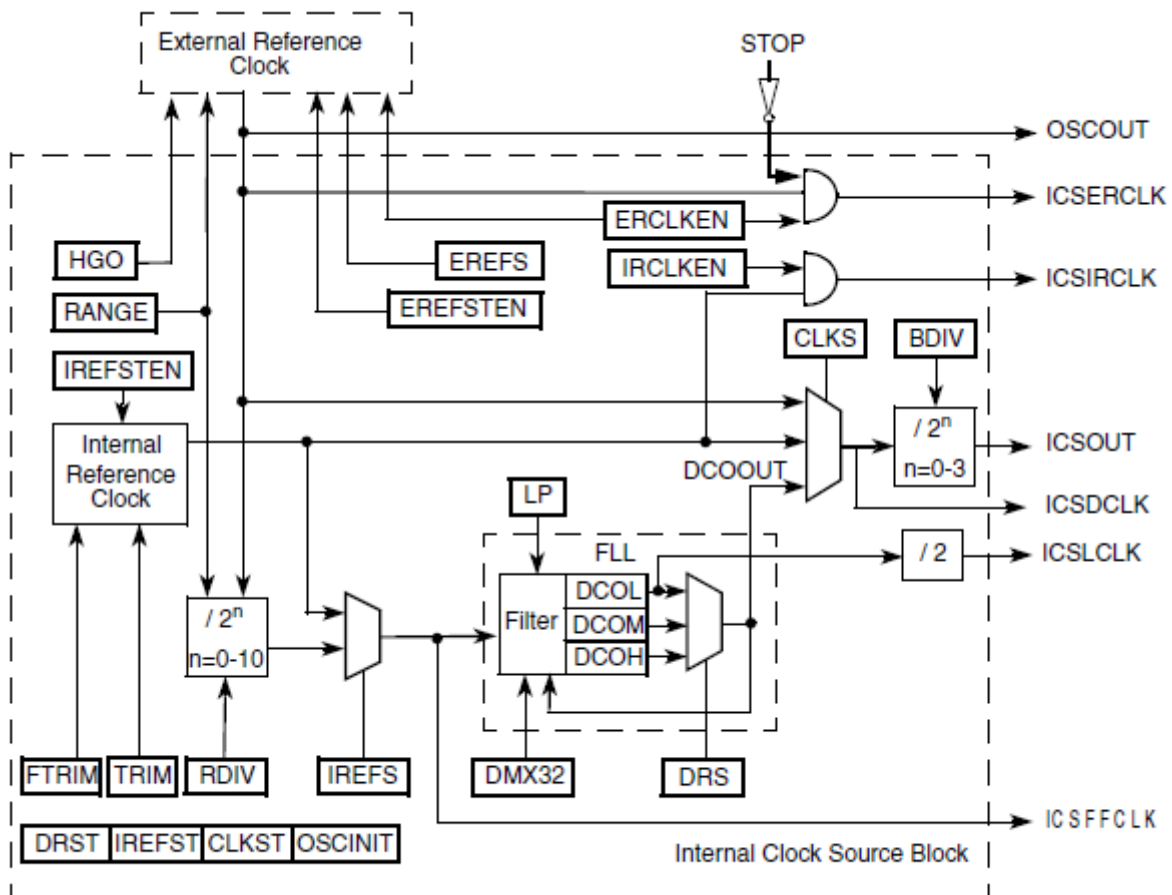 External Reference
Clock
STOP
OSCOUT
ICSERCLK
ERCLKEN
HGO
EREFS
IRCLKEN
ICSIRCLK
RANGE
EREFSTEN
CLKS
BDIV
IREFSTEN
Internal
Reference
Clock
/ 2ⁿ
n=0-3
ICSOUT
DCOOUT
LP
ICSDCLK
FLL
/ 2
ICSLCLK
DCOL
Filter
DCOM
DCOH
/ 2ⁿ
n=0-10
FTRIM
TRIM
RDIV
IREFS
DMX32
DRS
ICSFFCLK
DRST IREFST CLKST OSCINIT
Internal Clock Source Block